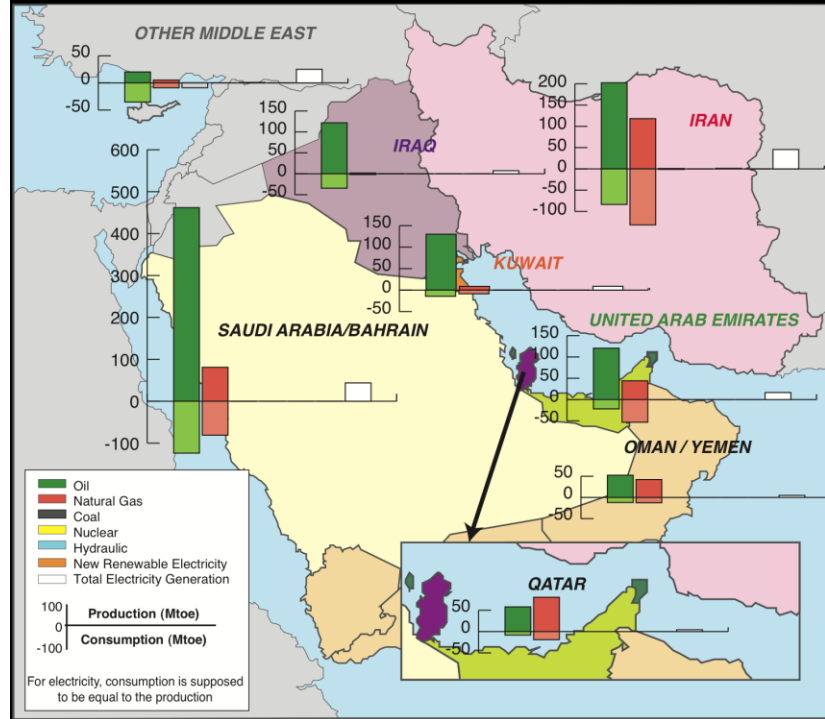 OTHER MIDDLE EAST
50
0
-50
150
100
50
0
-50
IRAQ
200
150
100
50
0
-50
-100
IRAN
600
500
400
300
200
100
0
-100
SAUDI ARABIA/BAHRAIN
150
100
50
0
-50
KUWAIT
UNITED ARAB EMIRATES
150
100
50
0
-50
OMAN / YEMEN
50
0
-50
QATAR
50
0
-50
Oil
Natural Gas
Coal
Nuclear
Hydraulic
New Renewable Electricity
Total Electricity Generation
100
0
-100
Production (Mtoe)
Consumption (Mtoe)
For electricity, consumption is supposed
to be equal to the production